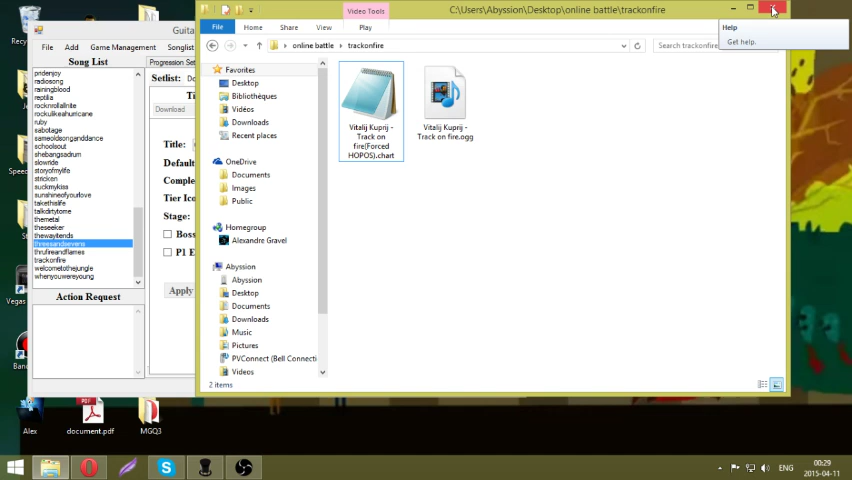 Video Tools
C:\Users\Abyssion\Desktop\online battle\trackonfire
Recycle
Guita
File
Home
Share
View
Play
Help
Get help.
File
Add
Game Management
Songlist
online battle
trackonfire
Search trackonfire
Song List
Progression Set
Setlist:
Download
Title:
Default
Comple
Tier Ico
Stage:
Boss
P1 E
Apply
pridenjoy
radiosong
rainingblood
reptilia
rocknrollallnite
rockulikeahurricane
ruby
sabotage
sameoldsonganddance
schoolsout
shebangsadrum
slowride
storyofmylife
stricken
suckmykiss
sunshineofyourlove
takethislife
talkdirtytome
themetal
theseeker
thewayitends
threesandsevens
thrufireandflames
trackonfire
welcometothejungle
whenyouwereyoung
Action Request
Favorites
Desktop
Bibliothèques
Vidéos
Downloads
Recent places
OneDrive
Documents
Images
Public
Homegroup
Alexandre Gravel
Abyssion
Abyssion
Desktop
Documents
Downloads
Music
Pictures
PVConnect (Bell Connecti
Videos
Vitalij Kuprij -
Track on
fire(Forced
HOPOS).chart
Vitalij Kuprij -
Track on fire.ogg
2 items
Speed
Vegas
Alex
document.pdf
MGQ3
ENG
00:29
2015-04-11